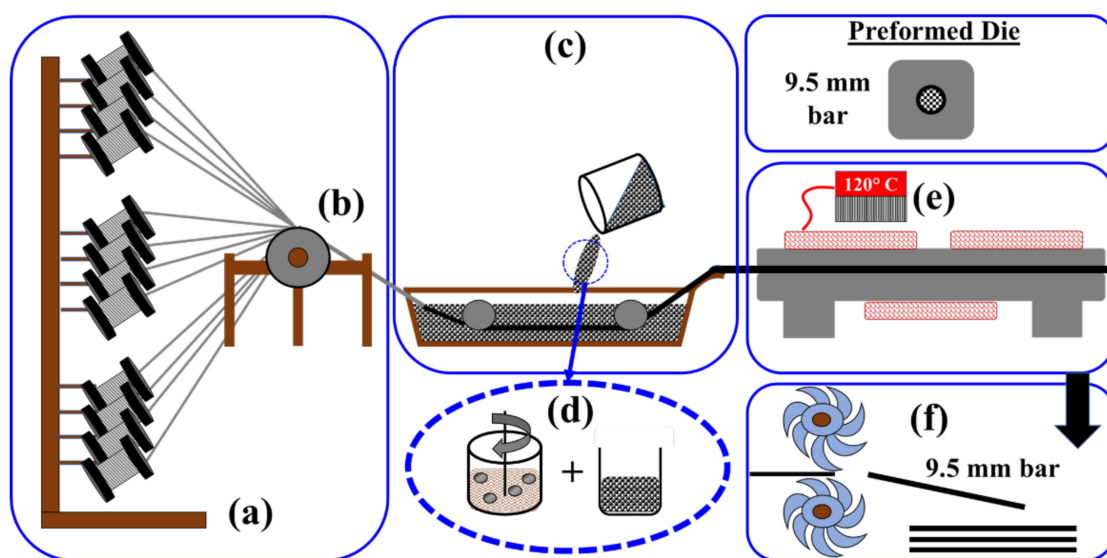 (a)
(b)
(c)
(d)
+
Preformed Die
9.5 mm
bar
120° C
(e)
(f)
9.5 mm bar